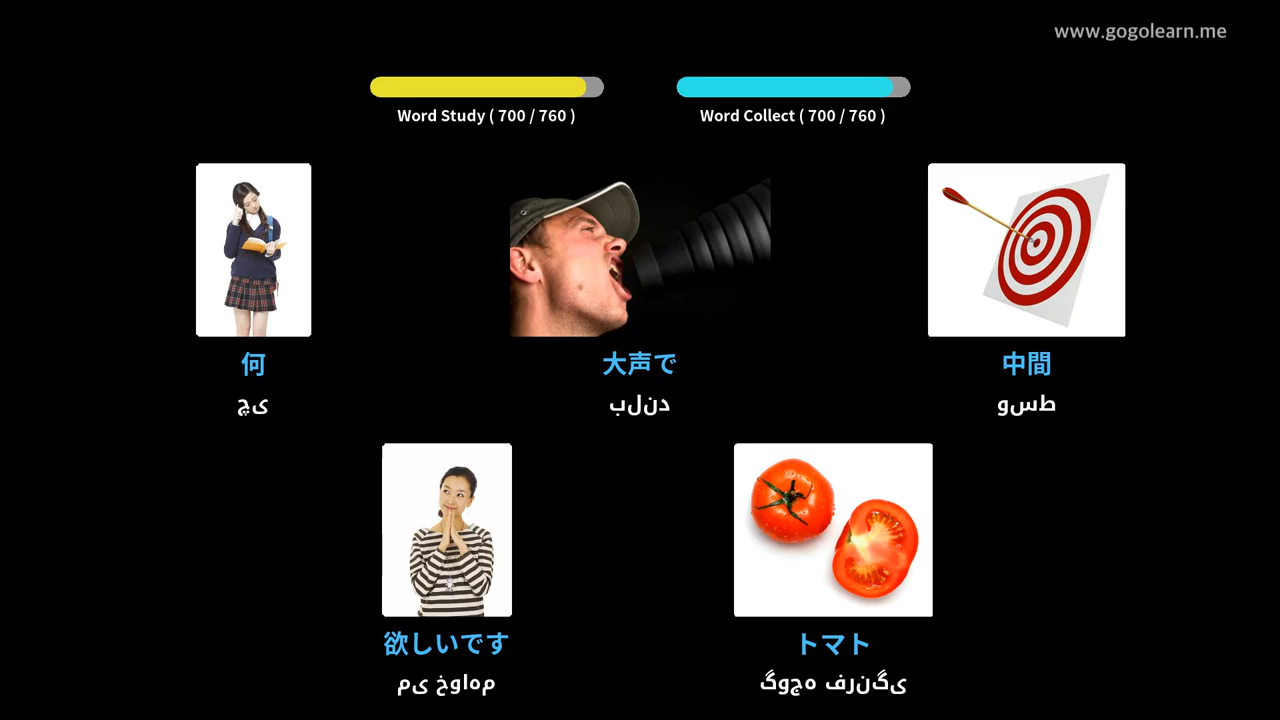 www.gogolearn.me
Word Study ( 700 / 760 )
Word Collect ( 700 / 760 )
何
چی
大声で
بلند
中間
وسط
欲しいです
می خواهم
トマト
گوجه فرنگی